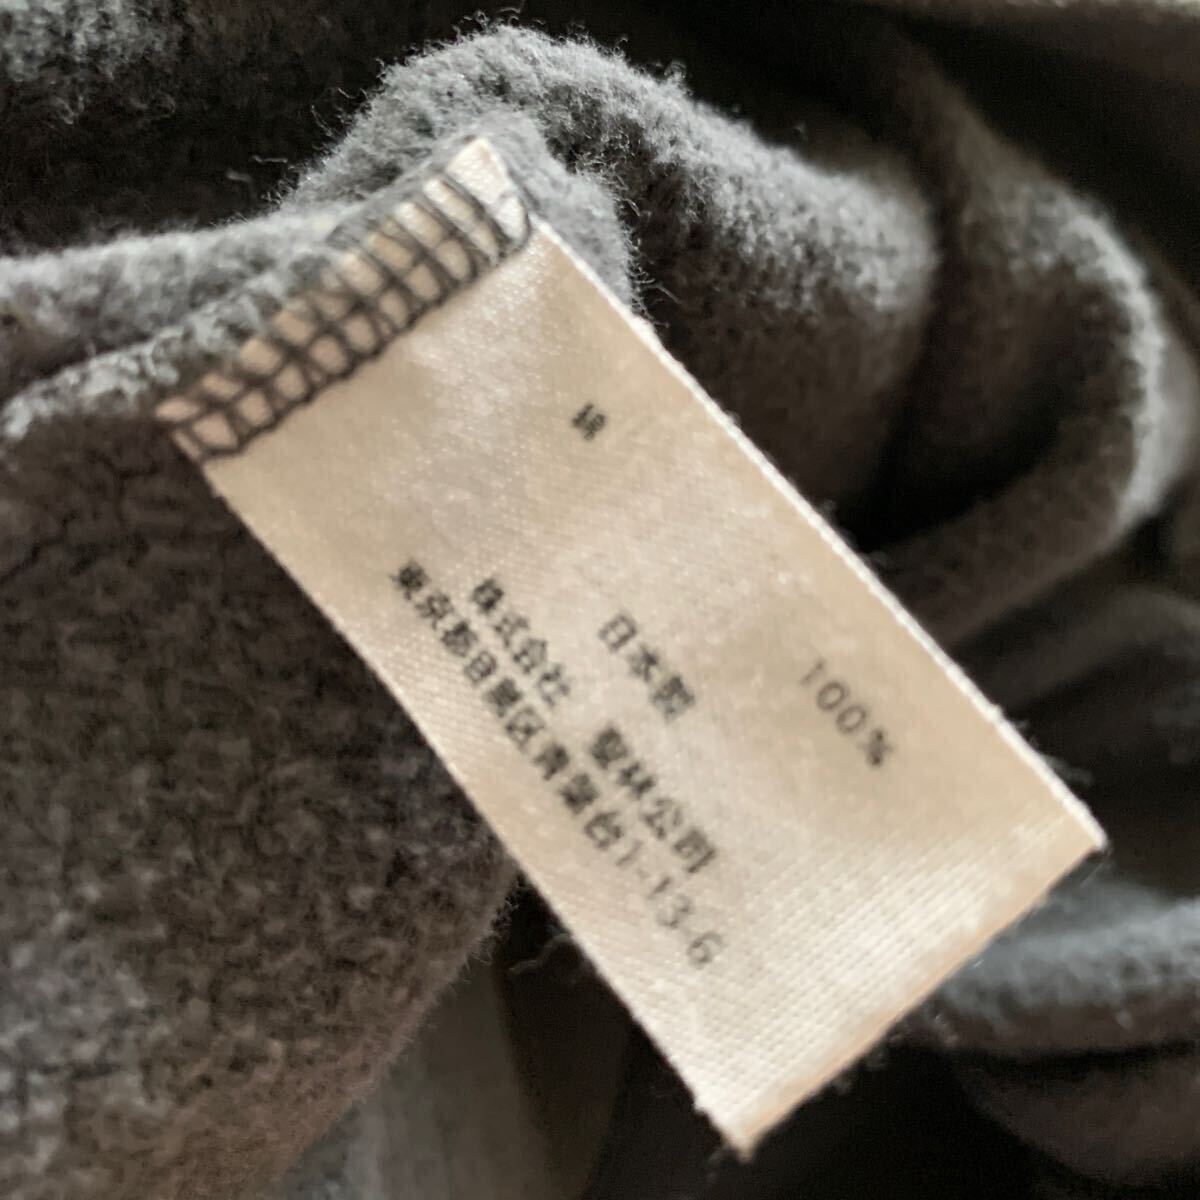 綿 100%
日本製
株式会社 聖林公司
東京都目黒区青葉台1-13-6